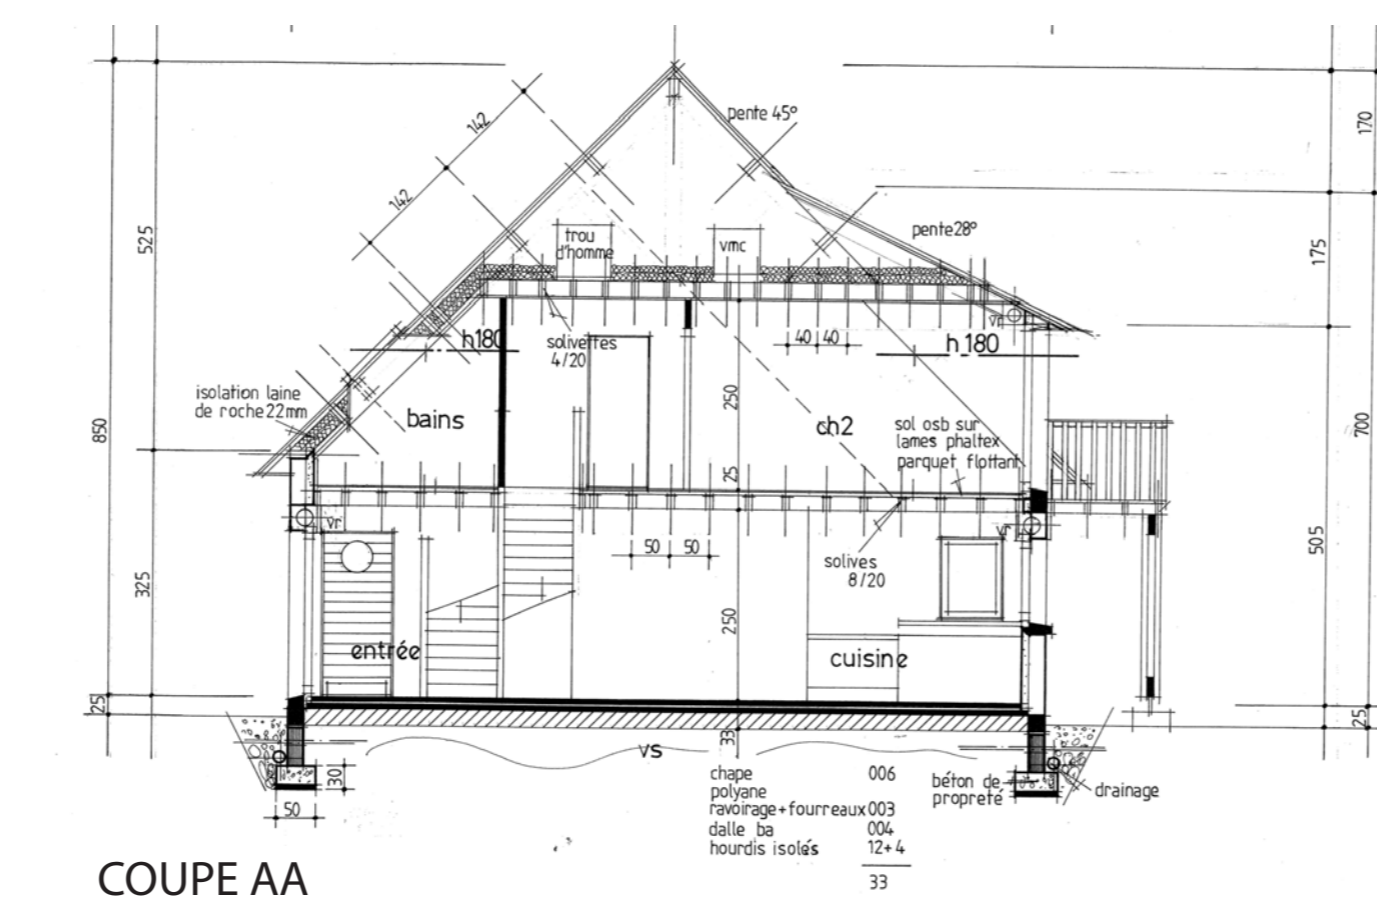 pente 45°
170
142
142
525
trou
d'homme
vmc
pente 28°
175
vr
h180
solivettes
4/20
40 40
h 180
isolation laine
de roche 22mm
bains
250
ch2
sol osb sur
lames phaltex
parquet flottant
850
700
25
vr
vr
50 50
solives
8/20
505
325
250
entrée
cuisine
25
25
33
vs
30
50
chape 006
polyane
ravoirage+fourreaux 003
dalle ba 004
hourdis isolés 12+4
33
béton de
propreté
drainage
COUPE AA